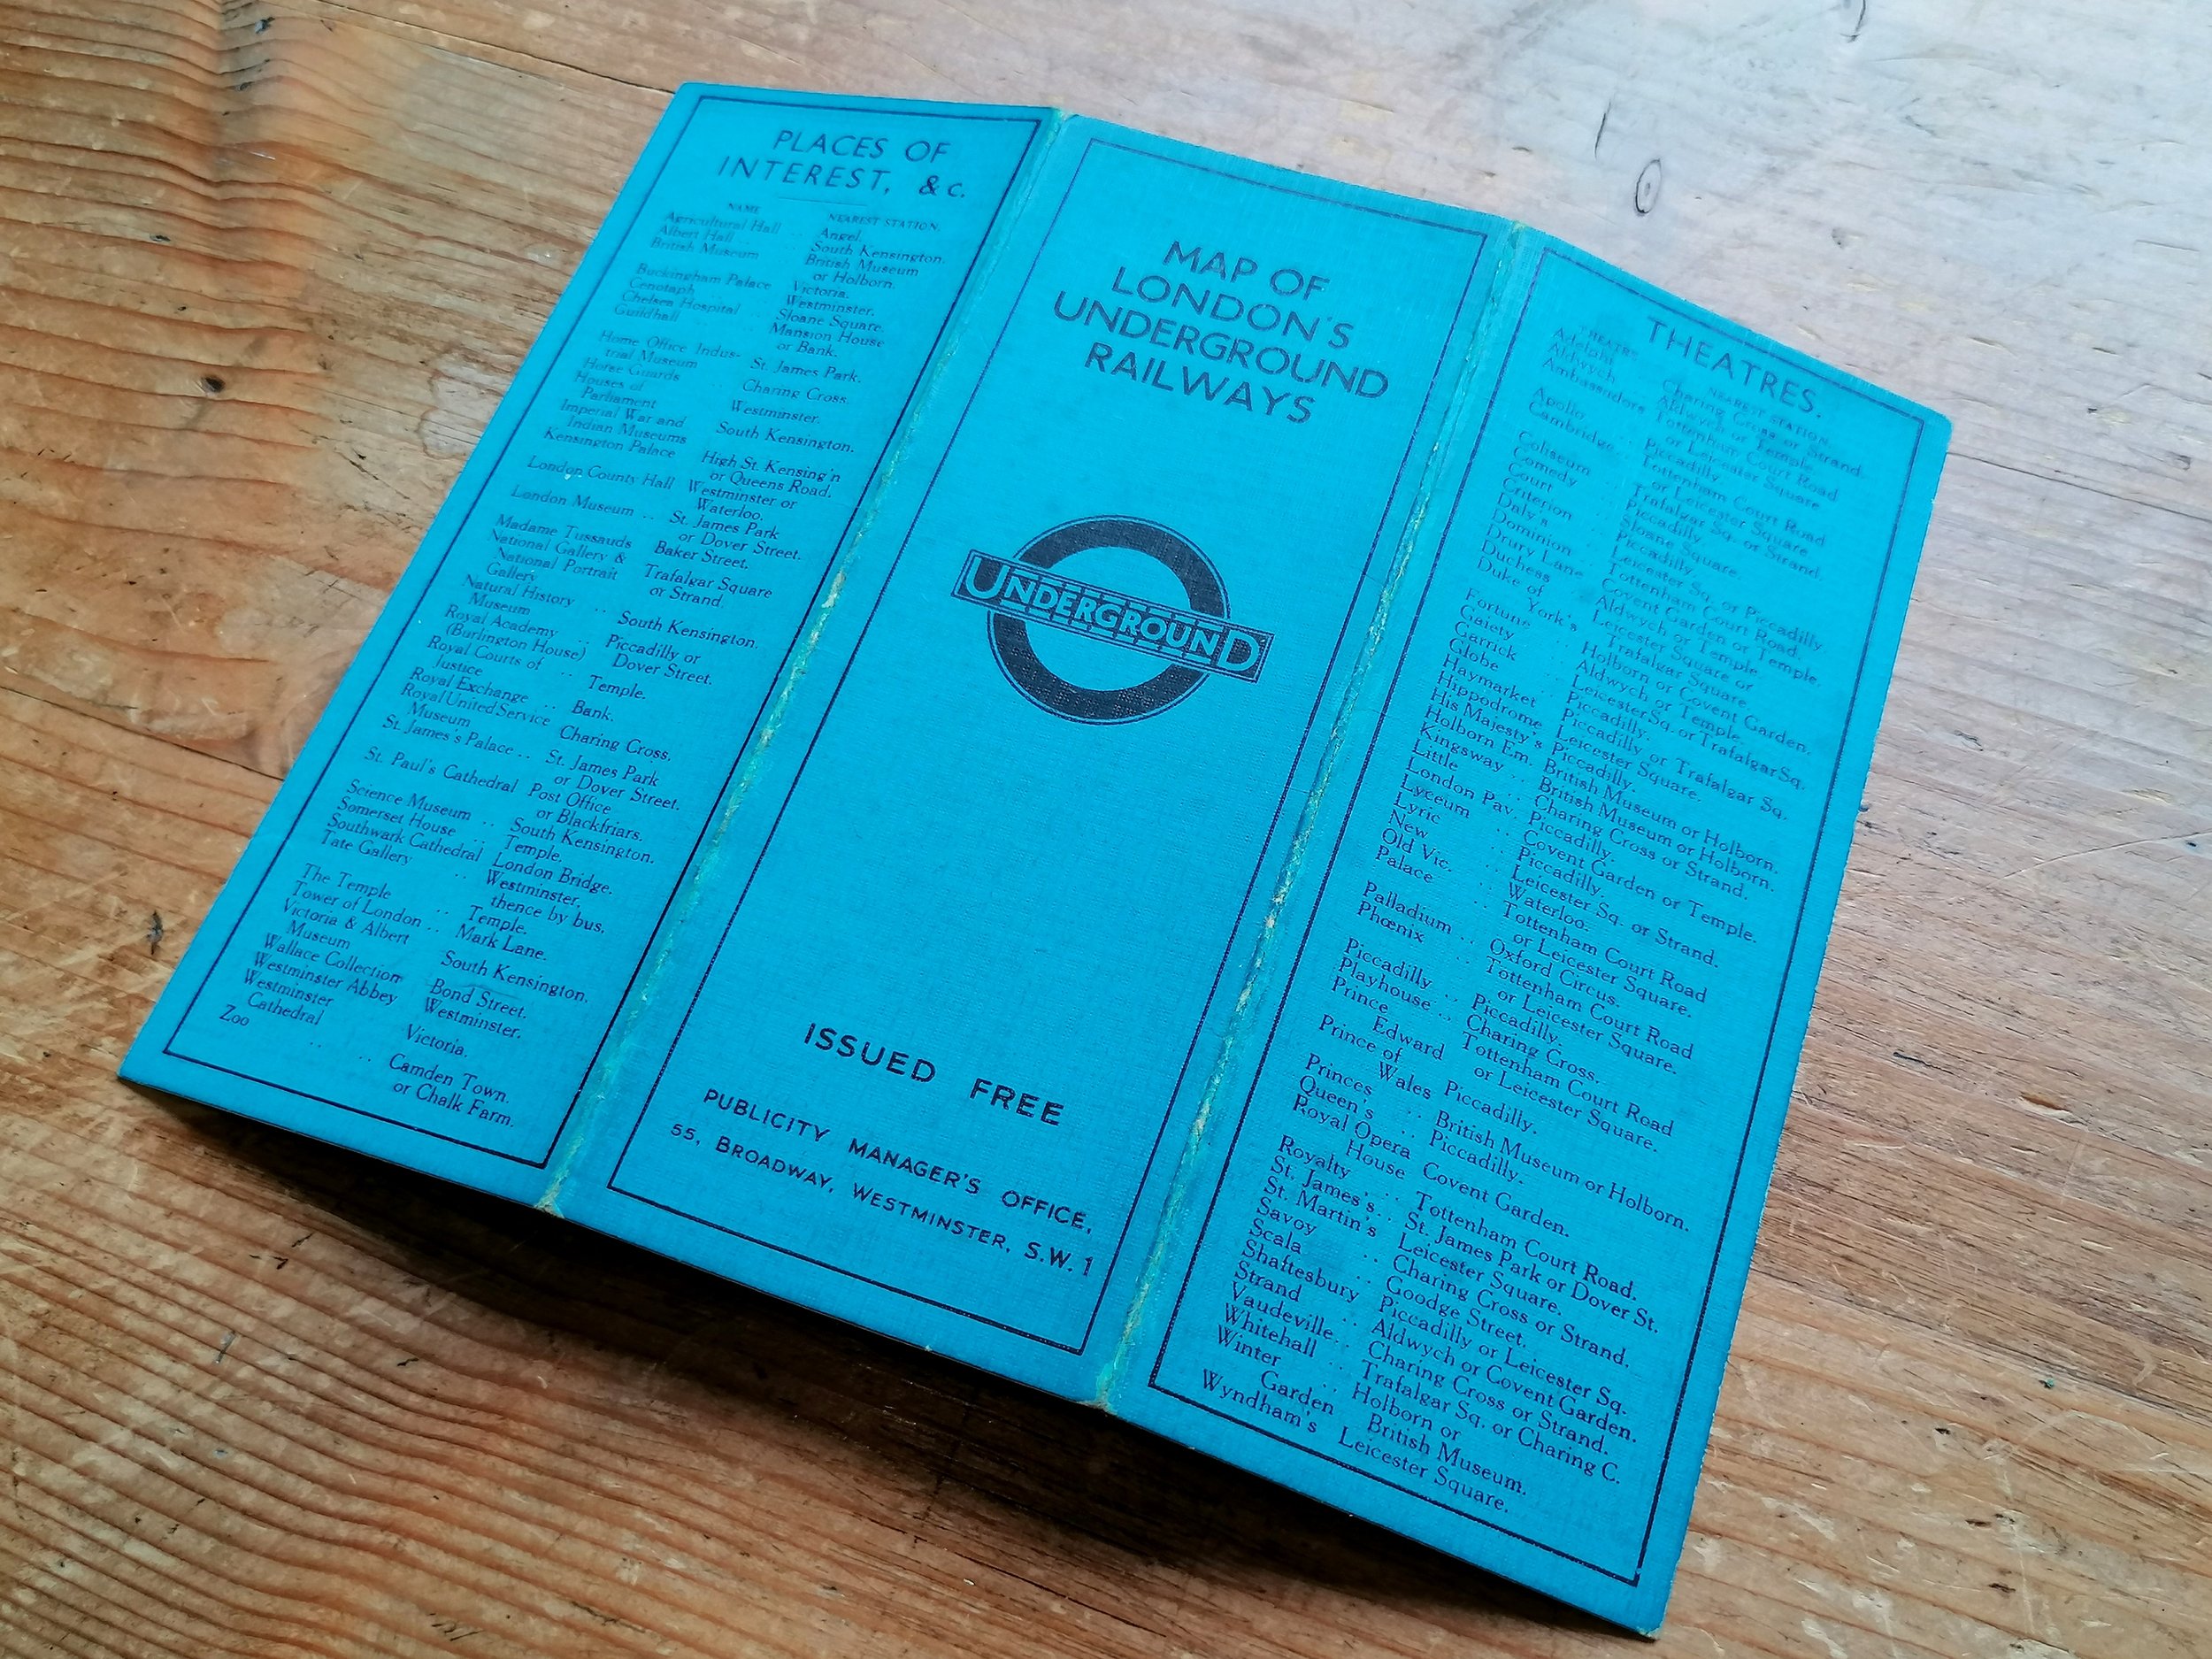 PLACES OF
INTEREST, &c.
NAME NEAREST STATION.
Agricultural Hall .. Angel.
Albert Hall .. South Kensington.
British Museum British Museum
or Holborn.
Buckingham Palace Victoria.
Cenotaph .. Westminster.
Chelsea Hospital .. Sloane Square.
Guildhall .. Mansion House
or Bank.
Home Office Indus-
trial Museum St. James Park.
Horse Guards .. Charing Cross.
Houses of
Parliament .. Westminster.
Imperial War and
Indian Museums South Kensington.
Kensington Palace High St. Kensing'n
or Queens Road.
London County Hall Westminster or
Waterloo.
London Museum .. St. James Park
or Dover Street.
Madame Tussauds Baker Street.
National Gallery &
National Portrait Trafalgar Square
Gallery or Strand
Natural History
Museum .. South Kensington.
Royal Academy .. Piccadilly or
(Burlington House) Dover Street.
Royal Courts of
Justice .. Temple.
Royal Exchange .. Bank.
Royal United Service
Museum Charing Cross.
St. James's Palace .. St. James Park
or Dover Street.
St. Paul's Cathedral Post Office
or Blackfriars.
Science Museum .. South Kensington.
Somerset House .. Temple.
Southwark Cathedral London Bridge.
Tate Gallery .. Westminster,
thence by bus.
The Temple .. Temple.
Tower of London .. Mark Lane.
Victoria & Albert
Museum South Kensington.
Wallace Collection Bond Street.
Westminster Abbey Westminster.
Westminster
Cathedral Victoria.
Zoo .. .. Camden Town.
or Chalk Farm.
MAP OF
LONDON'S
UNDERGROUND
RAILWAYS
UNDERGROUND
ISSUED FREE
PUBLICITY MANAGER'S OFFICE,
55, BROADWAY, WESTMINSTER, S.W. 1
THEATRES.
THEATRE NEAREST STATION.
Adelphi Charing Cross or Strand.
Aldwych Aldwych or Temple.
Ambassadors Tottenham Court Road
or Leicester Square
Apollo .. Piccadilly.
Cambridge .. Tottenham Court Road
or Leicester Square
Coliseum .. Trafalgar Sq. or Strand.
Comedy .. Piccadilly.
Court .. Sloane Square.
Criterion .. Piccadilly.
Daly's .. Leicester Sq. or Piccadilly.
Dominion .. Tottenham Court Road.
Drury Lane Covent Garden or Temple.
Duchess .. Aldwych or Temple
Duke of Leicester Square or
York's .. Trafalgar Square.
Fortune .. Holborn or Covent Garden.
Gaiety .. Aldwych or Temple.
Garrick .. Leicester Sq. or Trafalgar Sq.
Globe .. Piccadilly.
Haymarket .. Piccadilly or Trafalgar Sq.
Hippodrome Leicester Square.
His Majesty's Piccadilly.
Holborn Em. British Museum or Holborn.
Kingsway .. British Museum or Holborn.
Little .. Charing Cross or Strand.
London Pav. Piccadilly.
Lyceum .. Covent Garden or Temple.
Lyric .. Piccadilly.
New .. Leicester Sq. or Strand.
Old Vic. .. Waterloo.
Palace .. Tottenham Court Road
or Leicester Square.
Palladium .. Oxford Circus.
Phœnix .. Tottenham Court Road
or Leicester Square.
Piccadilly .. Piccadilly.
Playhouse .. Charing Cross.
Prince Tottenham Court Road
Edward or Leicester Square.
Prince of
Wales Piccadilly.
Princes .. British Museum or Holborn.
Queen's .. Piccadilly.
Royal Opera
House Covent Garden.
Royalty .. Tottenham Court Road.
St. James's .. St. James Park or Dover St.
St. Martin's Leicester Square.
Savoy .. Charing Cross or Strand.
Scala .. Goodge Street.
Shaftesbury Piccadilly or Leicester Sq.
Strand .. Aldwych or Covent Garden.
Vaudeville .. Charing Cross or Strand.
Whitehall .. Trafalgar Sq. or Charing C.
Winter .. Holborn or
Garden British Museum.
Wyndham's Leicester Square.